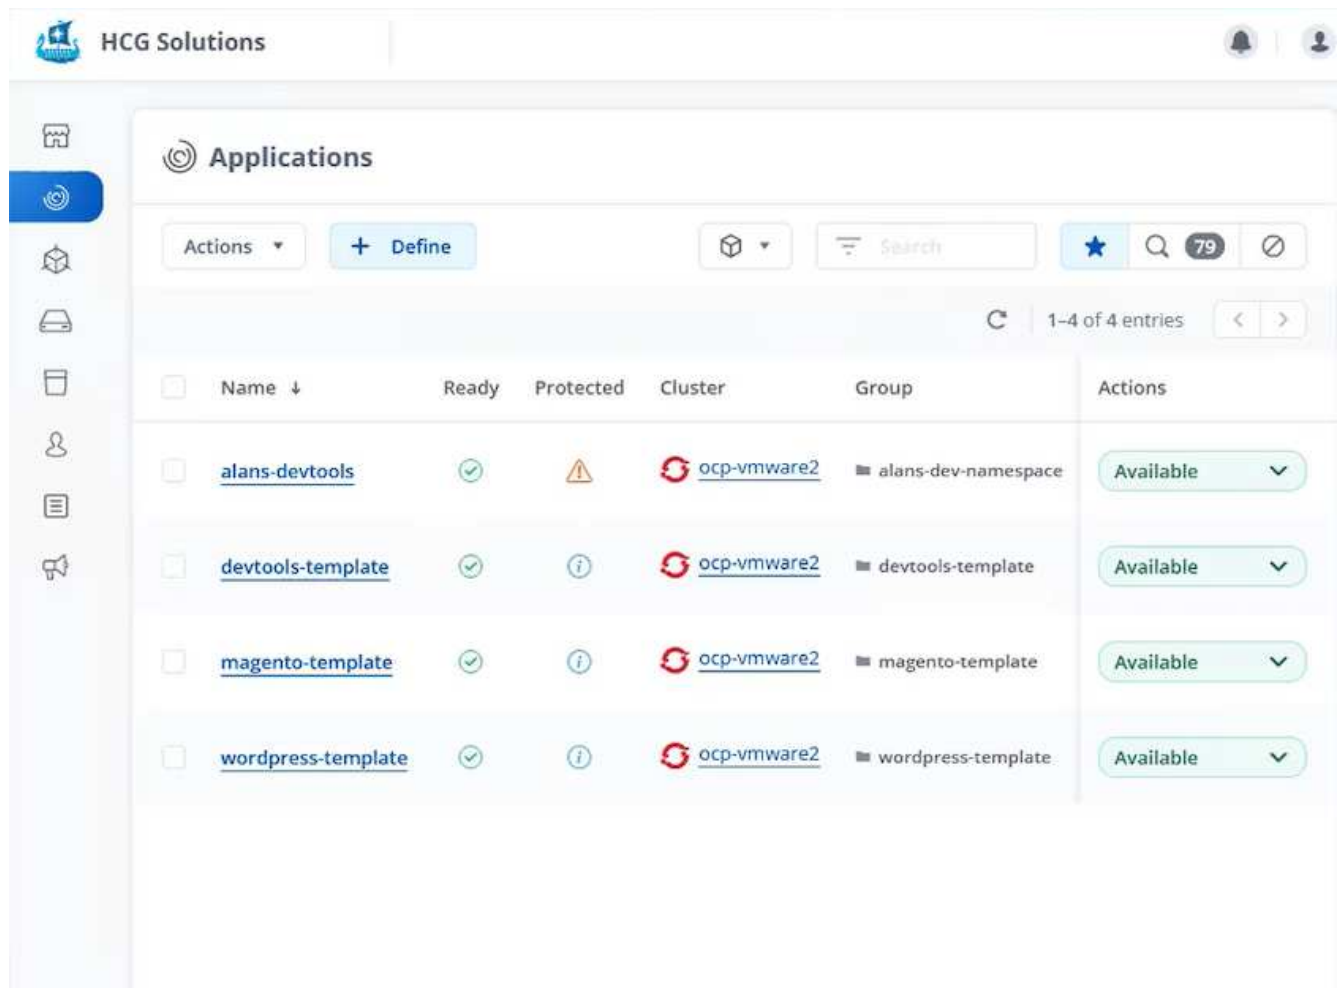 HCG Solutions
Applications
Actions + Define Search 79
1–4 of 4 entries
Name ↓ Ready Protected Cluster Group Actions
alans-devtools ocp-vmware2 alans-dev-namespace Available
devtools-template ocp-vmware2 devtools-template Available
magento-template ocp-vmware2 magento-template Available
wordpress-template ocp-vmware2 wordpress-template Available